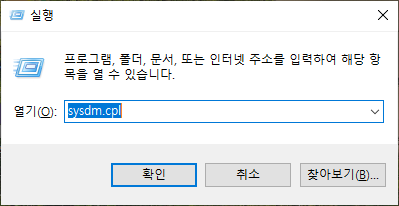 실행
프로그램, 폴더, 문서, 또는 인터넷 주소를 입력하여 해당 항
목을 열 수 있습니다.
열기(O): sysdm.cpl
확인 취소 찾아보기(B)...